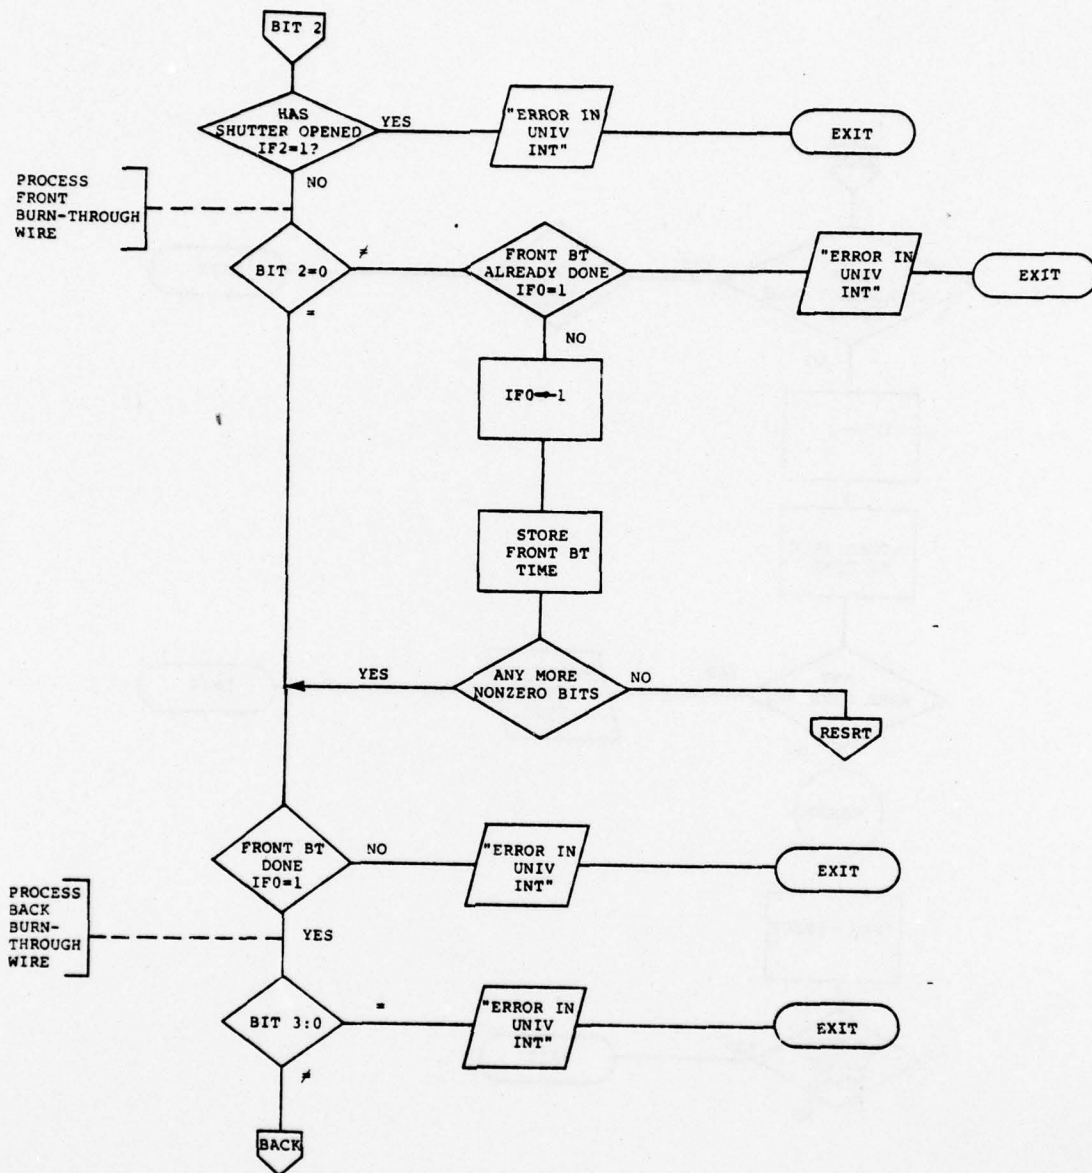 BIT 2
HAS
SHUTTER OPENED
IF2=1?
YES
"ERROR IN
UNIV
INT"
EXIT
NO
PROCESS
FRONT
BURN-THROUGH
WIRE
BIT 2=0
≠
=
FRONT BT
ALREADY DONE
IF0=1
"ERROR IN
UNIV
INT"
EXIT
NO
IF0→1
STORE
FRONT BT
TIME
ANY MORE
NONZERO BITS
YES
NO
RESRT
FRONT BT
DONE
IF0=1
NO
"ERROR IN
UNIV
INT"
EXIT
PROCESS
BACK
BURN-
THROUGH
WIRE
YES
BIT 3:0
=
"ERROR IN
UNIV
INT"
EXIT
≠
BACK